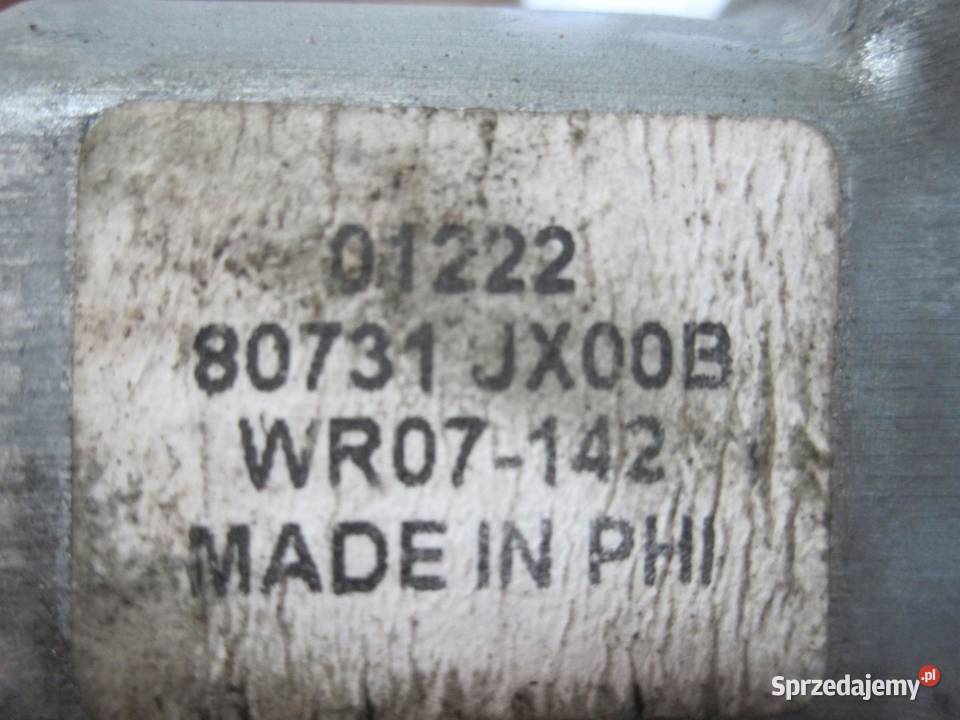 01222
80731 JX00B
WR07-142
MADE IN PHI
Sprzedajemy.pl